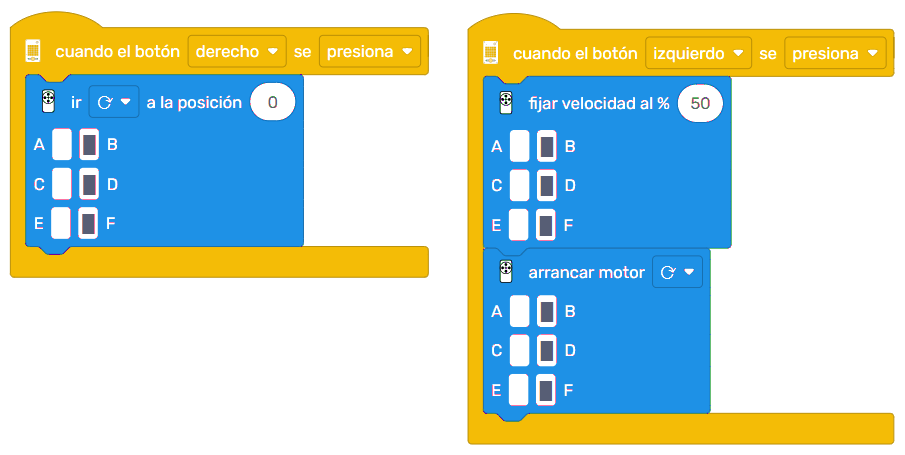 cuando el botón derecho se presiona
ir a la posición 0
A B
C D
E F
cuando el botón izquierdo se presiona
fijar velocidad al % 50
A B
C D
E F
arrancar motor
A B
C D
E F